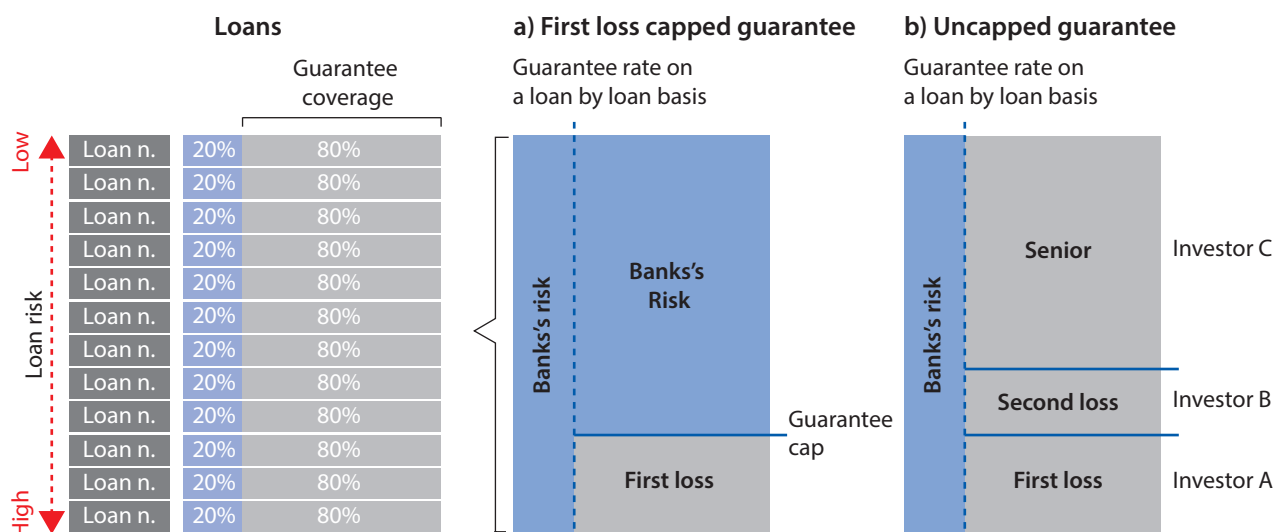 Loans
Guarantee
coverage
Low
Loan risk
High
Loan n. 20% 80%
Loan n. 20% 80%
Loan n. 20% 80%
Loan n. 20% 80%
Loan n. 20% 80%
Loan n. 20% 80%
Loan n. 20% 80%
Loan n. 20% 80%
Loan n. 20% 80%
Loan n. 20% 80%
Loan n. 20% 80%
Loan n. 20% 80%
a) First loss capped guarantee
Guarantee rate on
a loan by loan basis
Banks's risk
Banks's
Risk
Guarantee
cap
First loss
b) Uncapped guarantee
Guarantee rate on
a loan by loan basis
Banks's risk
Senior
Investor C
Second loss
Investor B
First loss
Investor A